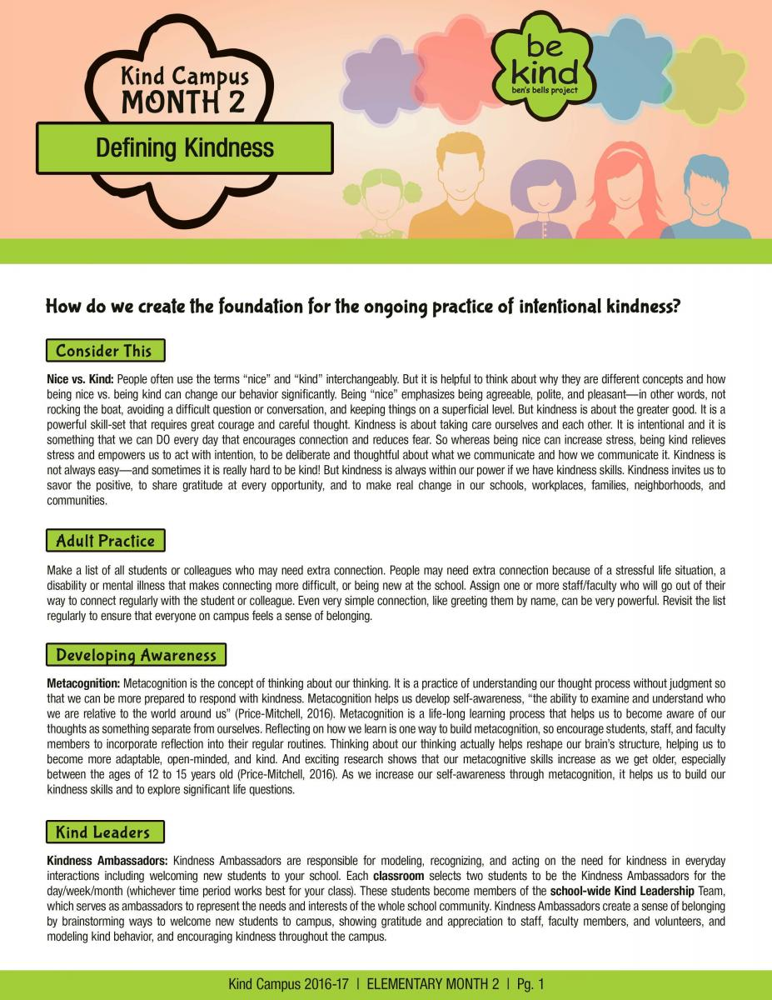 Kind Campus
MONTH 2
Defining Kindness
be
kind
ben's bells project
How do we create the foundation for the ongoing practice of intentional kindness?
Consider This
Nice vs. Kind: People often use the terms “nice” and “kind” interchangeably. But it is helpful to think about why they are different concepts and how
being nice vs. being kind can change our behavior significantly. Being “nice” emphasizes being agreeable, polite, and pleasant—in other words, not
rocking the boat, avoiding a difficult question or conversation, and keeping things on a superficial level. But kindness is about the greater good. It is a
powerful skill-set that requires great courage and careful thought. Kindness is about taking care ourselves and each other. It is intentional and it is
something that we can DO every day that encourages connection and reduces fear. So whereas being nice can increase stress, being kind relieves
stress and empowers us to act with intention, to be deliberate and thoughtful about what we communicate and how we communicate it. Kindness is
not always easy—and sometimes it is really hard to be kind! But kindness is always within our power if we have kindness skills. Kindness invites us to
savor the positive, to share gratitude at every opportunity, and to make real change in our schools, workplaces, families, neighborhoods, and
communities.
Adult Practice
Make a list of all students or colleagues who may need extra connection. People may need extra connection because of a stressful life situation, a
disability or mental illness that makes connecting more difficult, or being new at the school. Assign one or more staff/faculty who will go out of their
way to connect regularly with the student or colleague. Even very simple connection, like greeting them by name, can be very powerful. Revisit the list
regularly to ensure that everyone on campus feels a sense of belonging.
Developing Awareness
Metacognition: Metacognition is the concept of thinking about our thinking. It is a practice of understanding our thought process without judgment so
that we can be more prepared to respond with kindness. Metacognition helps us develop self-awareness, “the ability to examine and understand who
we are relative to the world around us” (Price-Mitchell, 2016). Metacognition is a life-long learning process that helps us to become aware of our
thoughts as something separate from ourselves. Reflecting on how we learn is one way to build metacognition, so encourage students, staff, and faculty
members to incorporate reflection into their regular routines. Thinking about our thinking actually helps reshape our brain’s structure, helping us to
become more adaptable, open-minded, and kind. And exciting research shows that our metacognitive skills increase as we get older, especially
between the ages of 12 to 15 years old (Price-Mitchell, 2016). As we increase our self-awareness through metacognition, it helps us to build our
kindness skills and to explore significant life questions.
Kind Leaders
Kindness Ambassadors: Kindness Ambassadors are responsible for modeling, recognizing, and acting on the need for kindness in everyday
interactions including welcoming new students to your school. Each classroom selects two students to be the Kindness Ambassadors for the
day/week/month (whichever time period works best for your class). These students become members of the school-wide Kind Leadership Team,
which serves as ambassadors to represent the needs and interests of the whole school community. Kindness Ambassadors create a sense of belonging
by brainstorming ways to welcome new students to campus, showing gratitude and appreciation to staff, faculty members, and volunteers, and
modeling kind behavior, and encouraging kindness throughout the campus.
Kind Campus 2016-17 | ELEMENTARY MONTH 2 | Pg. 1